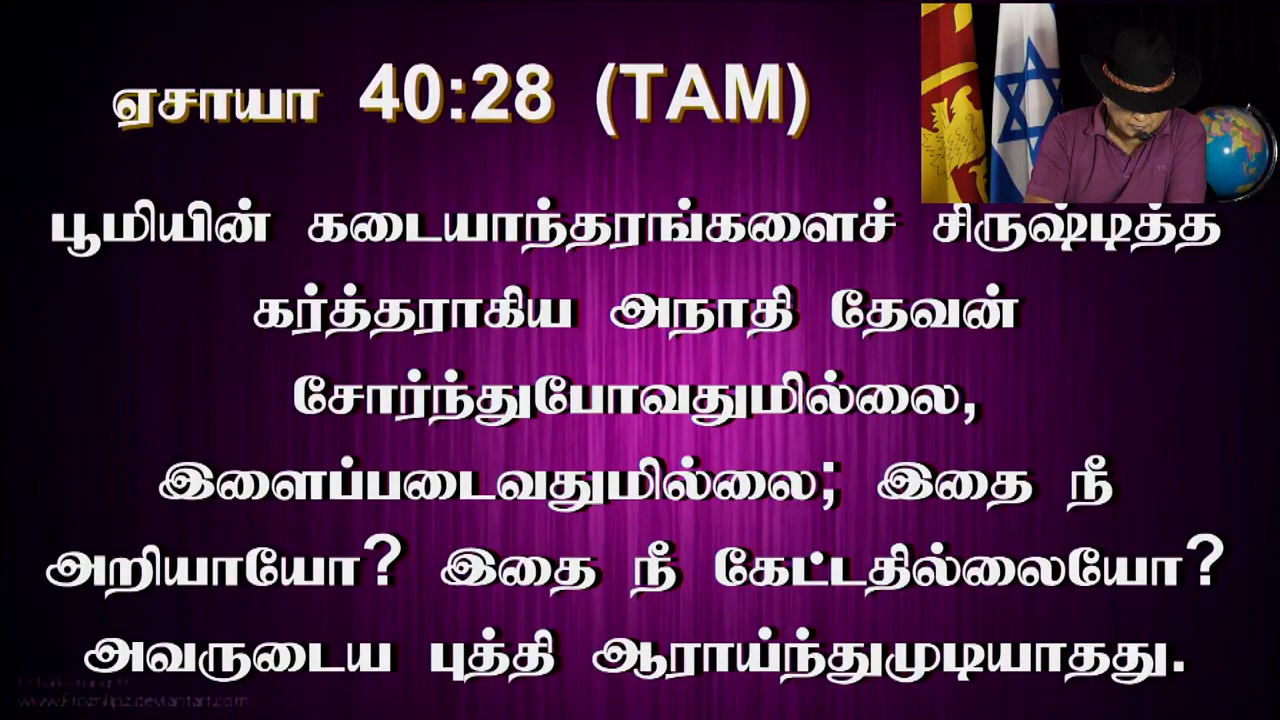 ஏசாயா 40:28 (TAM)
பூமியின் கடையாந்தரங்களைச் சிருஷ்டித்த
கர்த்தராகிய அநாதி தேவன்
சோர்ந்துபோவதுமில்லை,
இளைப்படைவதுமில்லை; இதை நீ
அறியாயோ? இதை நீ கேட்டதில்லையோ?
அவருடைய புத்தி ஆராய்ந்துமுடியாதது.